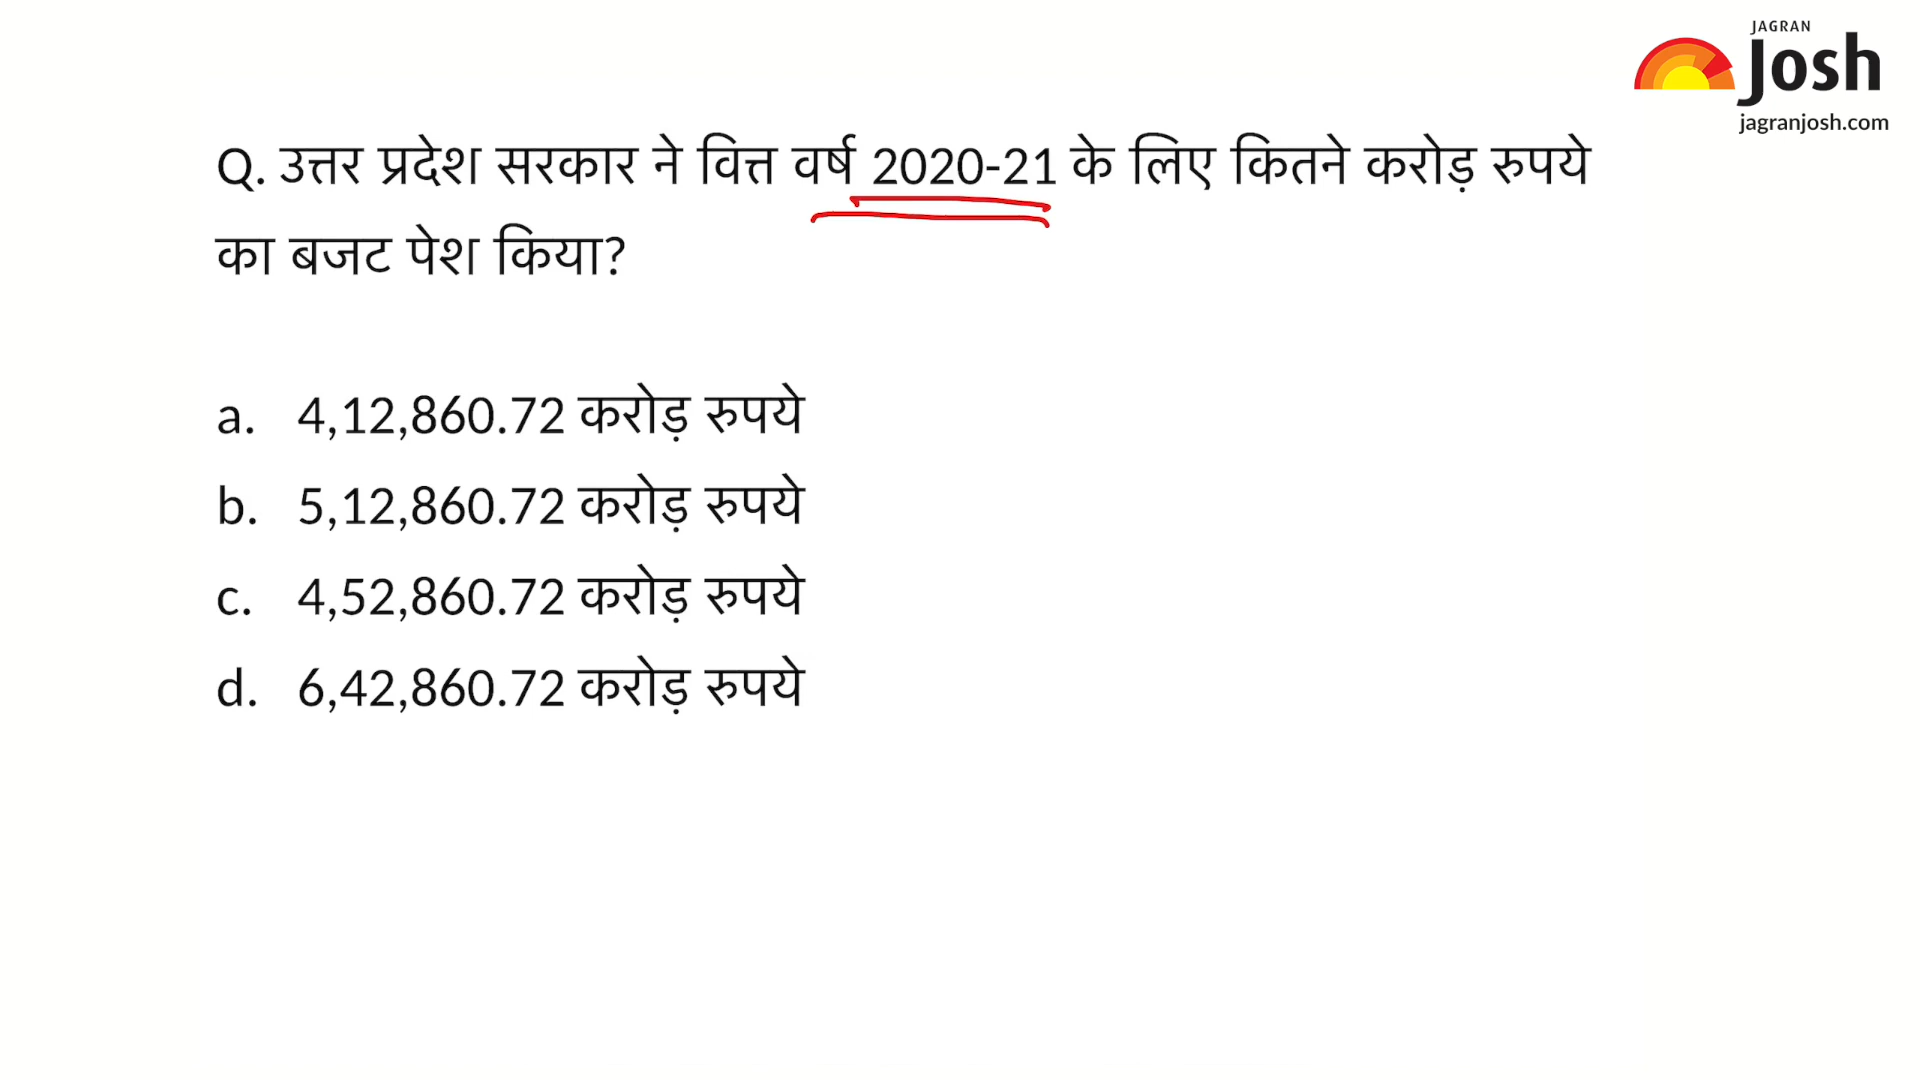 JAGRAN
Josh
jagranjosh.com
Q. उत्तर प्रदेश सरकार ने वित्त वर्ष 2020-21 के लिए कितने करोड़ रुपये
का बजट पेश किया?
a. 4,12,860.72 करोड़ रुपये
b. 5,12,860.72 करोड़ रुपये
c. 4,52,860.72 करोड़ रुपये
d. 6,42,860.72 करोड़ रुपये